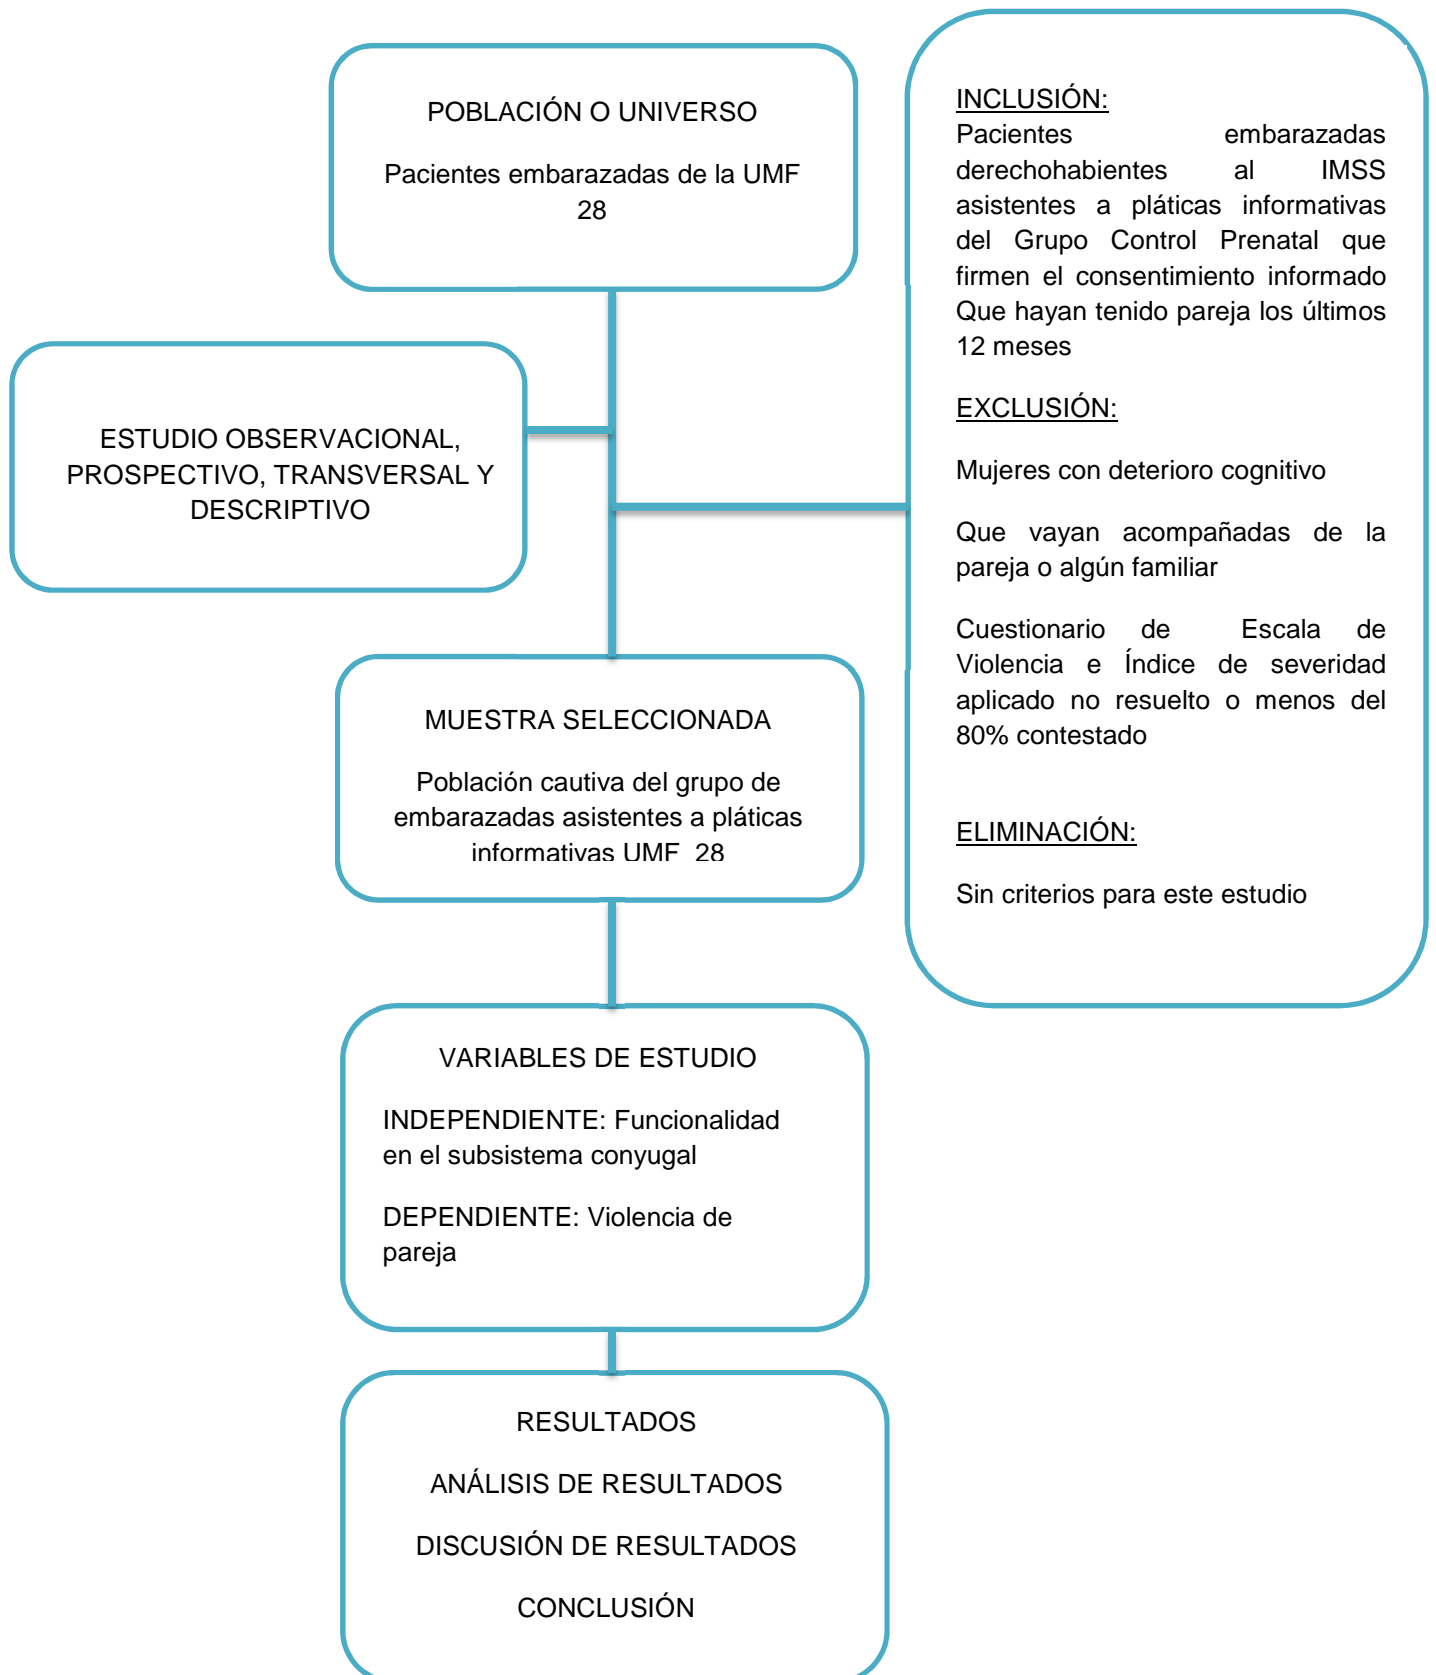 POBLACIÓN O UNIVERSO
Pacientes embarazadas de la UMF
28
INCLUSIÓN:
Pacientes embarazadas
derechohabientes al IMSS
asistentes a pláticas informativas
del Grupo Control Prenatal que
firmen el consentimiento informado
Que hayan tenido pareja los últimos
12 meses
EXCLUSIÓN:
Mujeres con deterioro cognitivo
Que vayan acompañadas de la
pareja o algún familiar
Cuestionario de Escala de
Violencia e Índice de severidad
aplicado no resuelto o menos del
80% contestado
ELIMINACIÓN:
Sin criterios para este estudio
ESTUDIO OBSERVACIONAL,
PROSPECTIVO, TRANSVERSAL Y
DESCRIPTIVO
MUESTRA SELECCIONADA
Población cautiva del grupo de
embarazadas asistentes a pláticas
informativas UMF 28
VARIABLES DE ESTUDIO
INDEPENDIENTE: Funcionalidad
en el subsistema conyugal
DEPENDIENTE: Violencia de
pareja
RESULTADOS
ANÁLISIS DE RESULTADOS
DISCUSIÓN DE RESULTADOS
CONCLUSIÓN